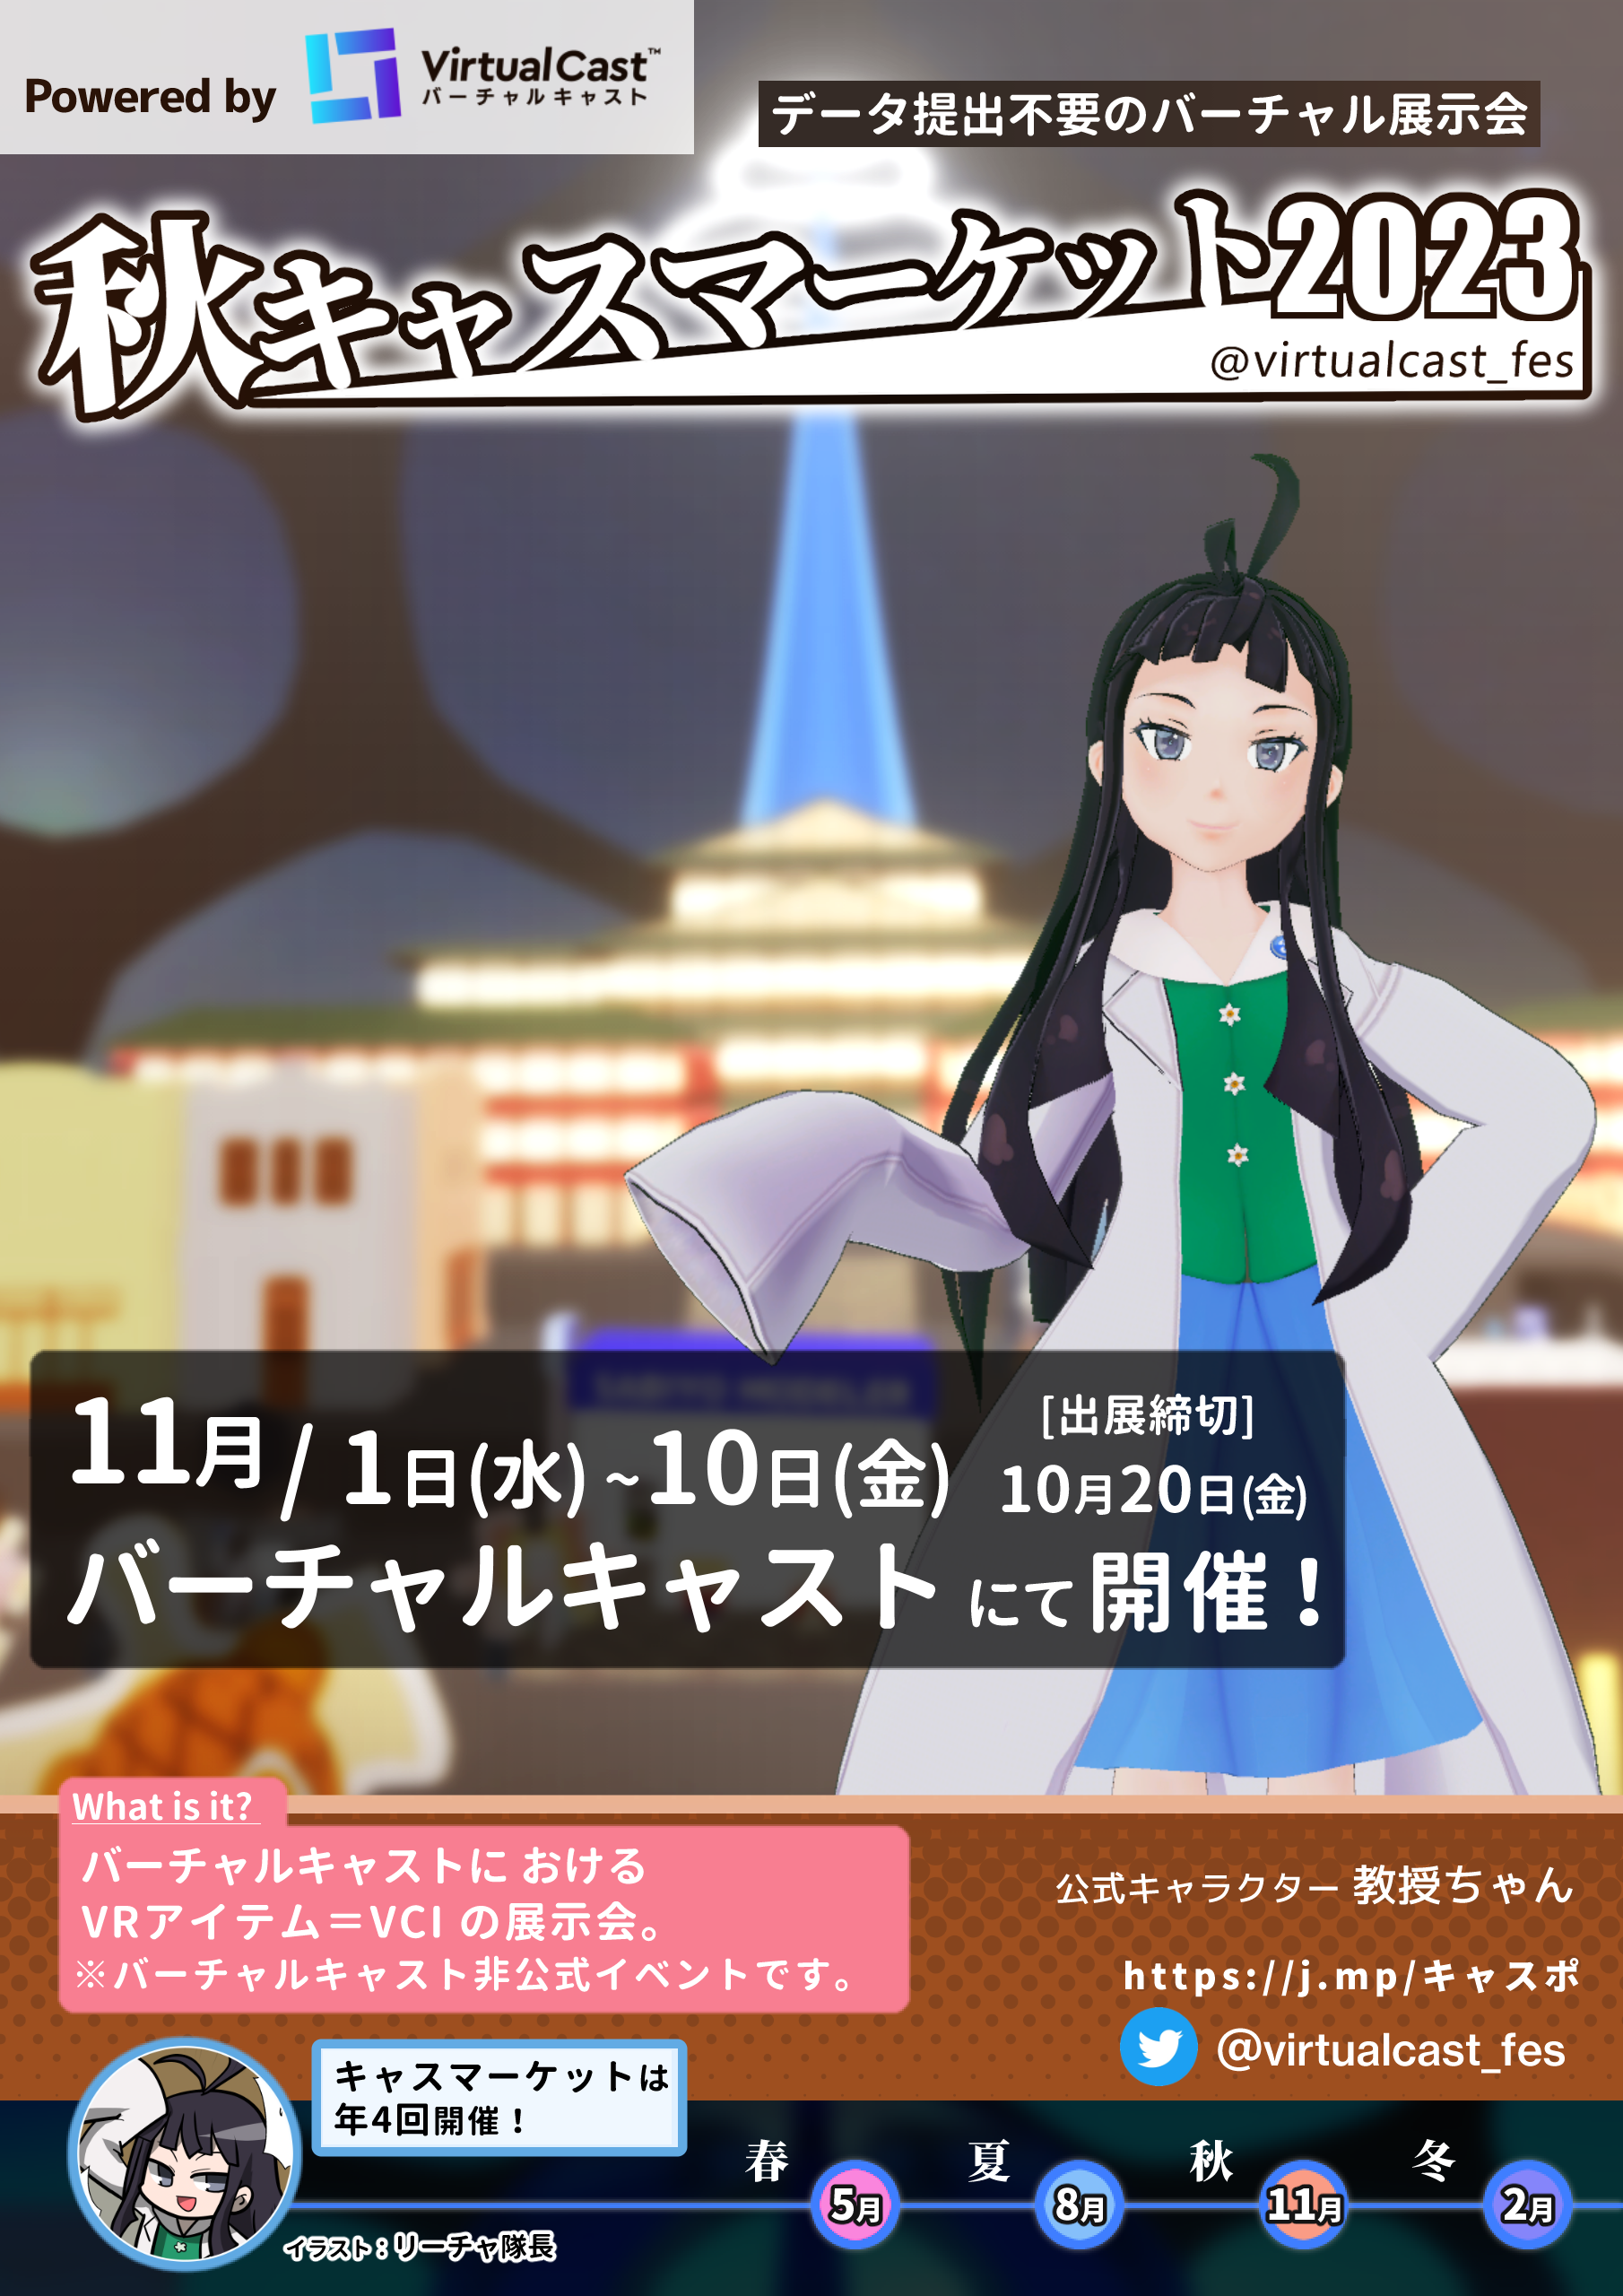 Powered by
VirtualCast™
バーチャルキャスト
データ提出不要のバーチャル展示会
秋キャスマーケット2023
@virtualcast_fes
11月/1日(水)~10日(金)
[出展締切]
10月20日(金)
バーチャルキャストにて開催！
What is it?
バーチャルキャストに おける
VRアイテム＝VCI の展示会。
※バーチャルキャスト非公式イベントです。
公式キャラクター 教授ちゃん
https://j.mp/キャスポ
@virtualcast_fes
キャスマーケットは
年4回開催！
春 5月 夏 8月 秋 11月 冬 2月
イラスト：リーチャ隊長